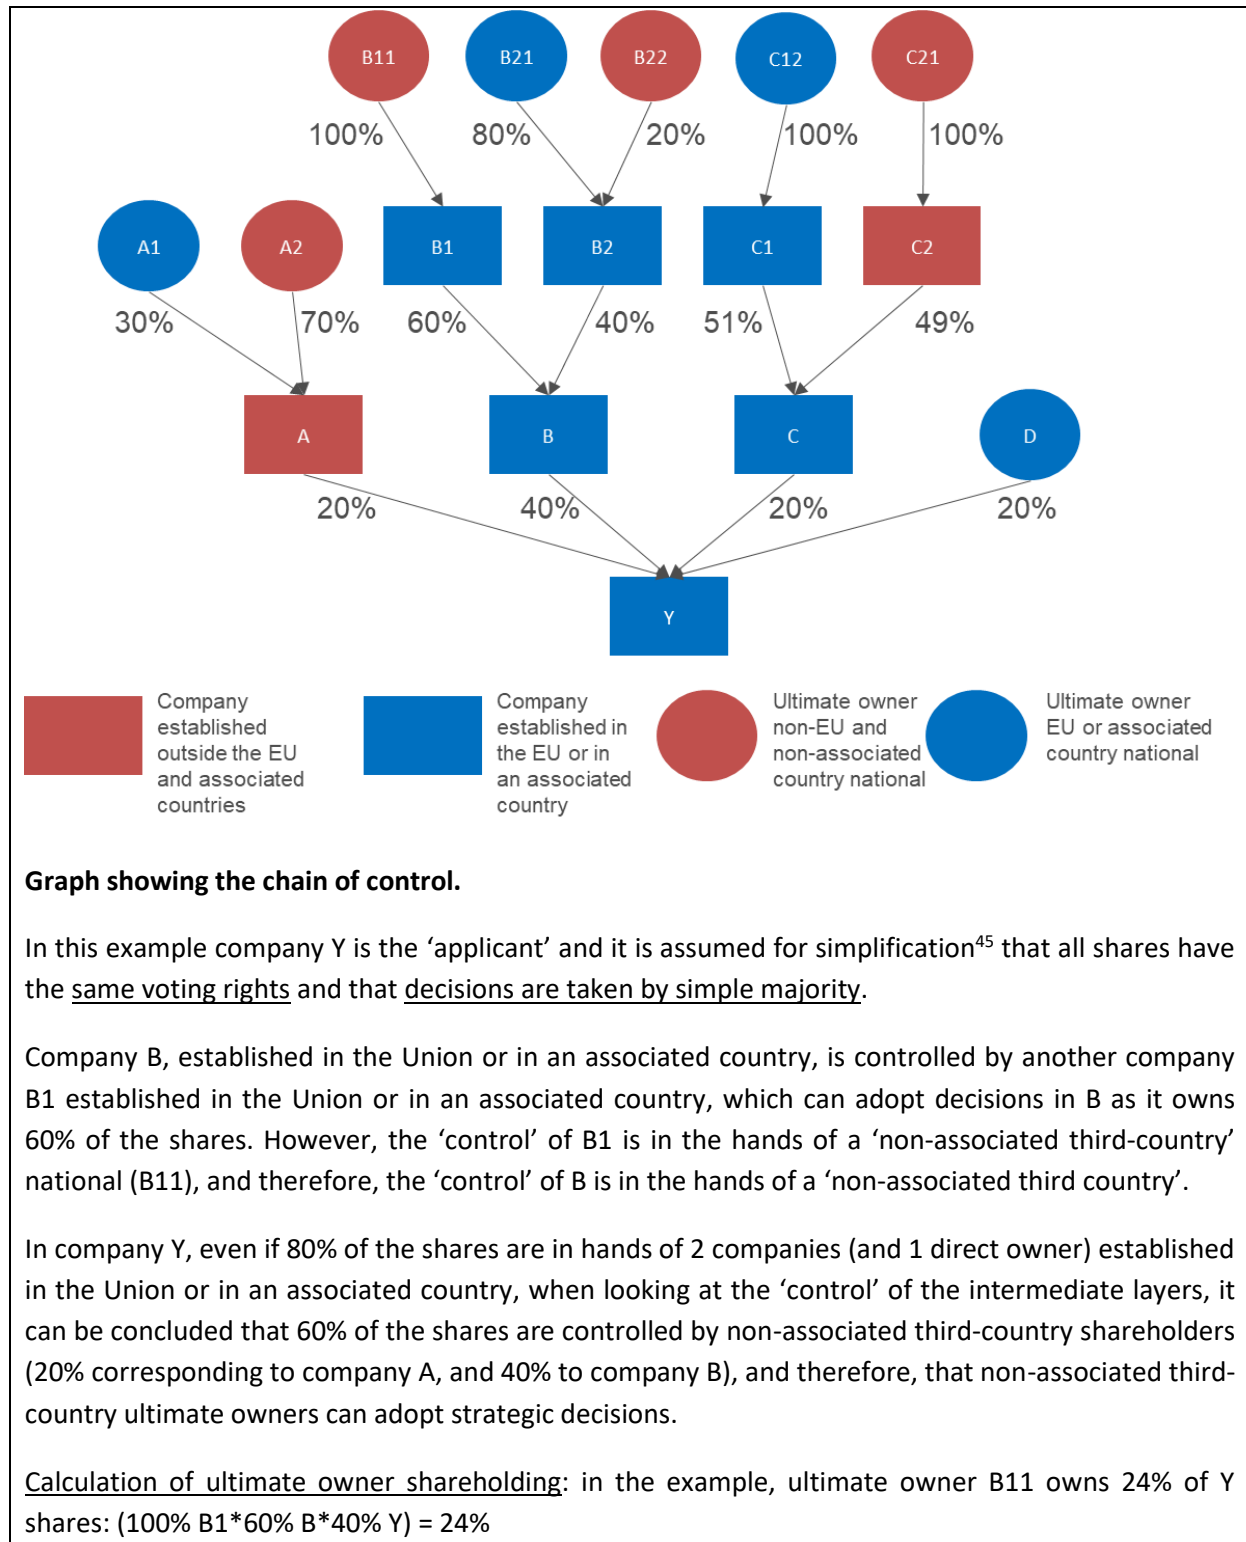 B11 B21 B22 C12 C21
100% 80% 20% 100% 100%
A1 A2 B1 B2 C1 C2
30% 70% 60% 40% 51% 49%
A B C D
20% 40% 20% 20%
Y
Company
established
outside the EU
and associated
countries
Company
established in
the EU or in
an associated
country
Ultimate owner
non-EU and
non-associated
country national
Ultimate owner
EU or associated
country national
Graph showing the chain of control.
In this example company Y is the ‘applicant’ and it is assumed for simplification45 that all shares have
the same voting rights and that decisions are taken by simple majority.
Company B, established in the Union or in an associated country, is controlled by another company
B1 established in the Union or in an associated country, which can adopt decisions in B as it owns
60% of the shares. However, the ‘control’ of B1 is in the hands of a ‘non-associated third-country’
national (B11), and therefore, the ‘control’ of B is in the hands of a ‘non-associated third country’.
In company Y, even if 80% of the shares are in hands of 2 companies (and 1 direct owner) established
in the Union or in an associated country, when looking at the ‘control’ of the intermediate layers, it
can be concluded that 60% of the shares are controlled by non-associated third-country shareholders
(20% corresponding to company A, and 40% to company B), and therefore, that non-associated third-
country ultimate owners can adopt strategic decisions.
Calculation of ultimate owner shareholding: in the example, ultimate owner B11 owns 24% of Y
shares: (100% B1*60% B*40% Y) = 24%